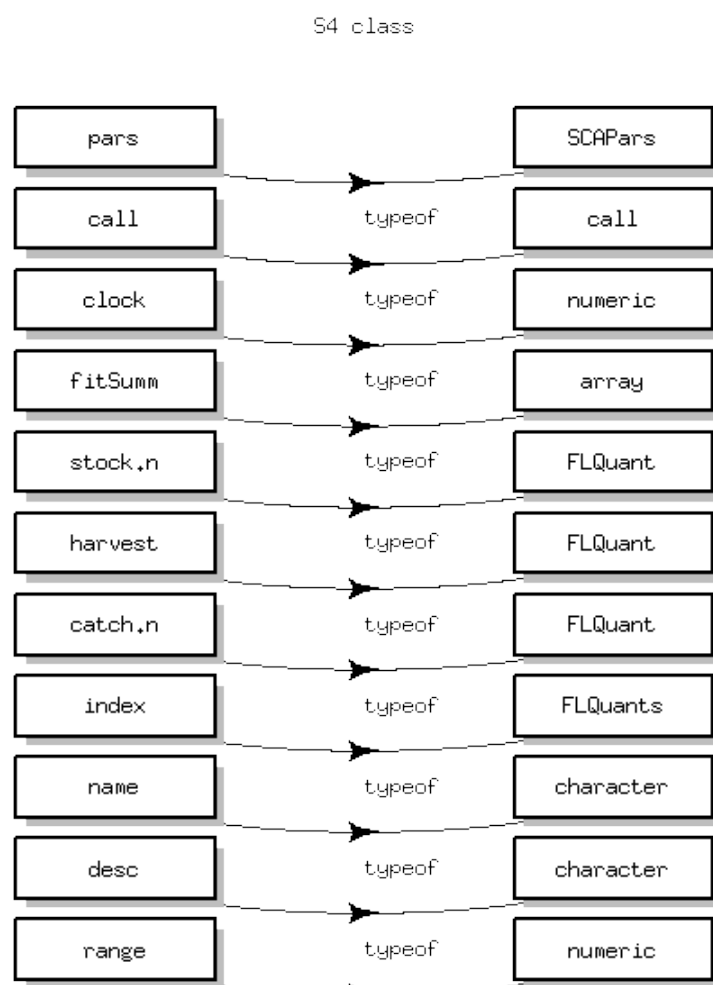 S4 class
pars SCAPars
call typeof call
clock typeof numeric
fitSumm typeof array
stock.n typeof FLQuant
harvest typeof FLQuant
catch.n typeof FLQuant
index typeof FLQuants
name typeof character
desc typeof character
range typeof numeric